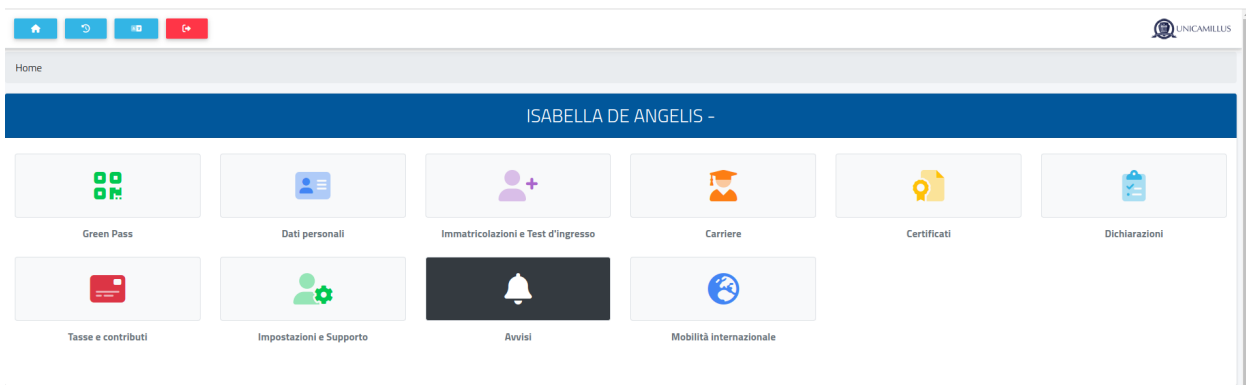 UNICAMILLUS
Home
ISABELLA DE ANGELIS -
Green Pass
Dati personali
Immatricolazioni e Test d'ingresso
Carriere
Certificati
Dichiarazioni
Tasse e contributi
Impostazioni e Supporto
Avvisi
Mobilità internazionale